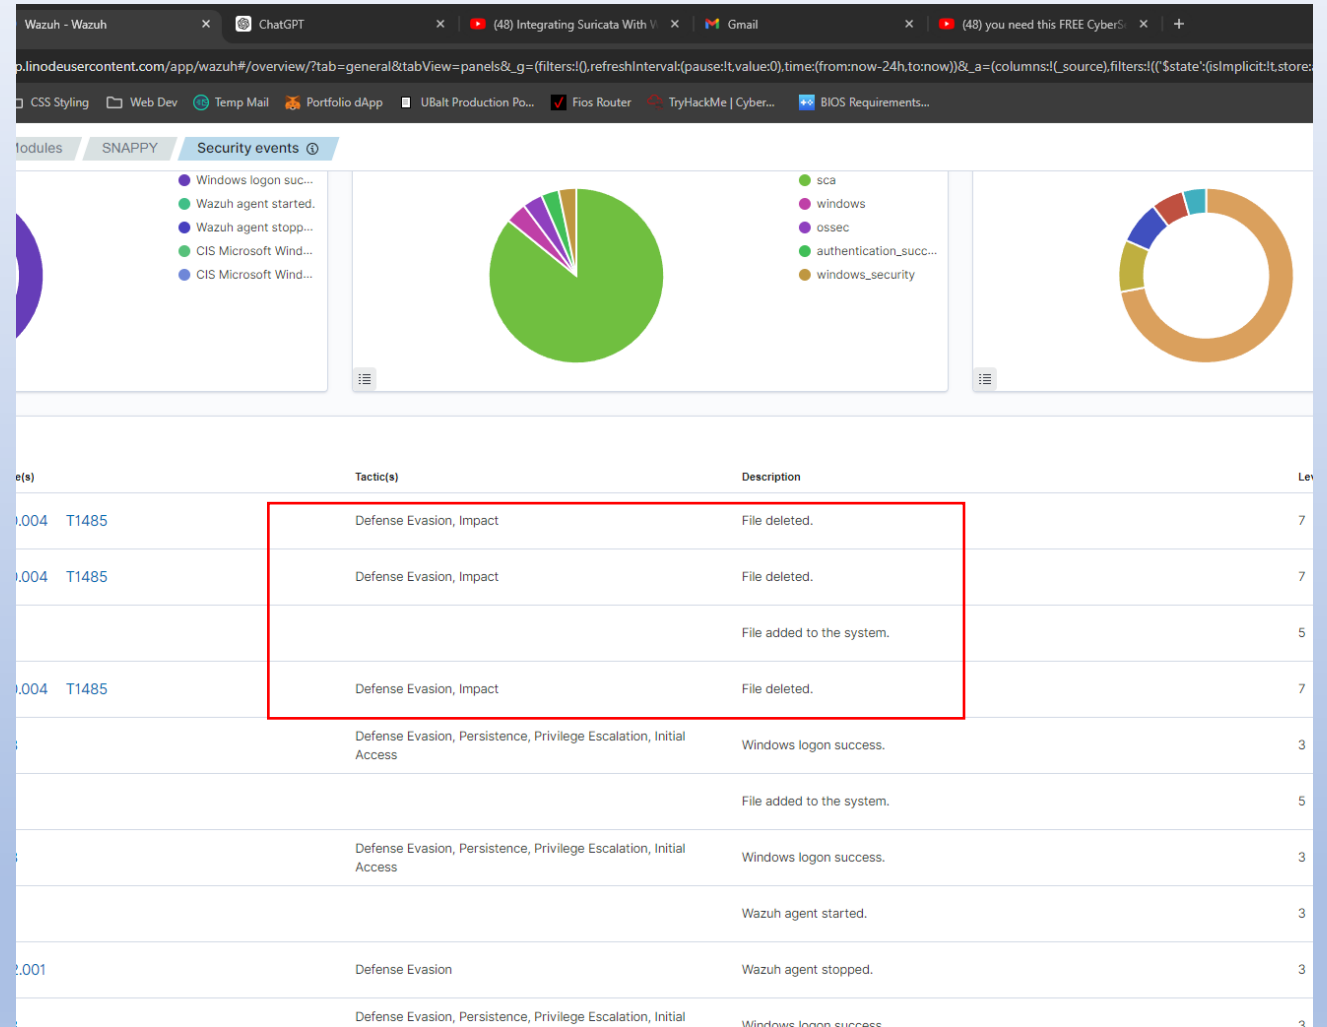 Wazuh - Wazuh
ChatGPT
(48) Integrating Suricata With W
Gmail
(48) you need this FREE CyberSe
p.linodeusercontent.com/app/wazuh#/overview/?tab=general&tabView=panels&_g=(filters:!(),refreshInterval:(pause:!t,value:0),time:(from:now-24h,to:now))&_a=(columns:!(_source),filters:!(('$state':(isImplicit:!t,store:
CSS Styling Web Dev Temp Mail Portfolio dApp UBalt Production Po... Fios Router TryHackMe | Cyber... BIOS Requirements...
Modules SNAPPY Security events
Windows logon suc...
Wazuh agent started.
Wazuh agent stopp...
CIS Microsoft Wind...
CIS Microsoft Wind...
sca
windows
ossec
authentication_succ...
windows_security
e(s) Tactic(s) Description Lev
.004 T1485 Defense Evasion, Impact File deleted. 7
.004 T1485 Defense Evasion, Impact File deleted. 7
File added to the system. 5
.004 T1485 Defense Evasion, Impact File deleted. 7
Defense Evasion, Persistence, Privilege Escalation, Initial
Access
Windows logon success. 3
File added to the system. 5
Defense Evasion, Persistence, Privilege Escalation, Initial
Access
Windows logon success. 3
Wazuh agent started. 3
2.001 Defense Evasion Wazuh agent stopped. 3
Defense Evasion, Persistence, Privilege Escalation, Initial
Windows logon success. 3